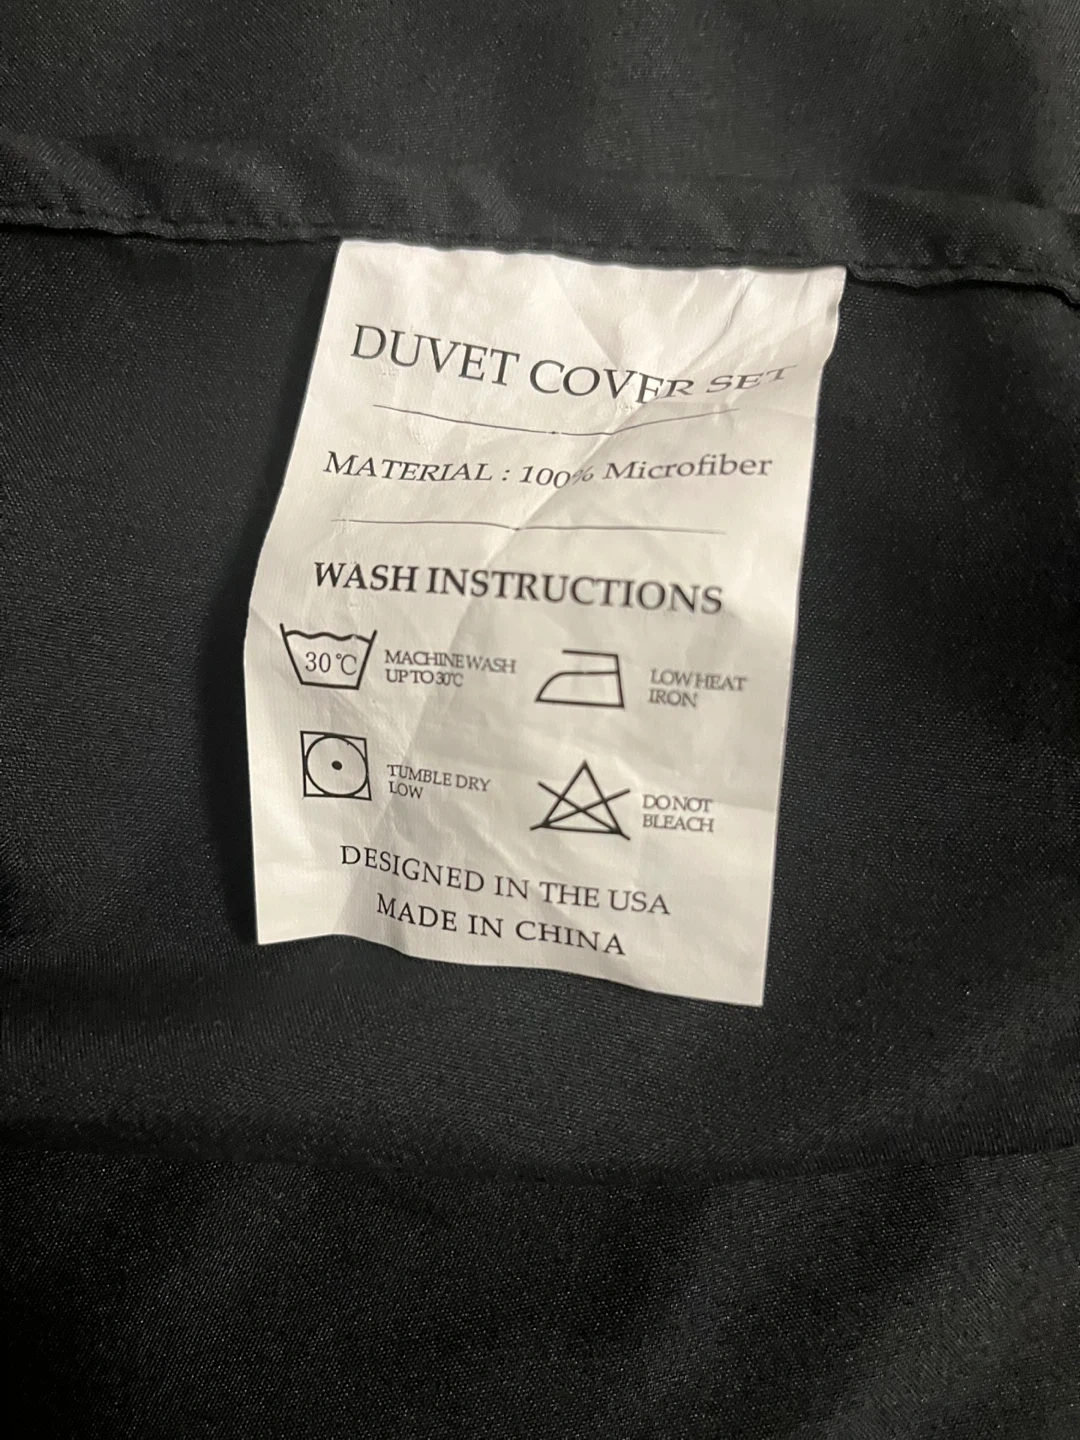 DUVET COVER SET
MATERIAL : 100% Microfiber
WASH INSTRUCTIONS
30℃ MACHINE WASH
UP TO 30℃
LOW HEAT
IRON
TUMBLE DRY
LOW
DO NOT
BLEACH
DESIGNED IN THE USA
MADE IN CHINA